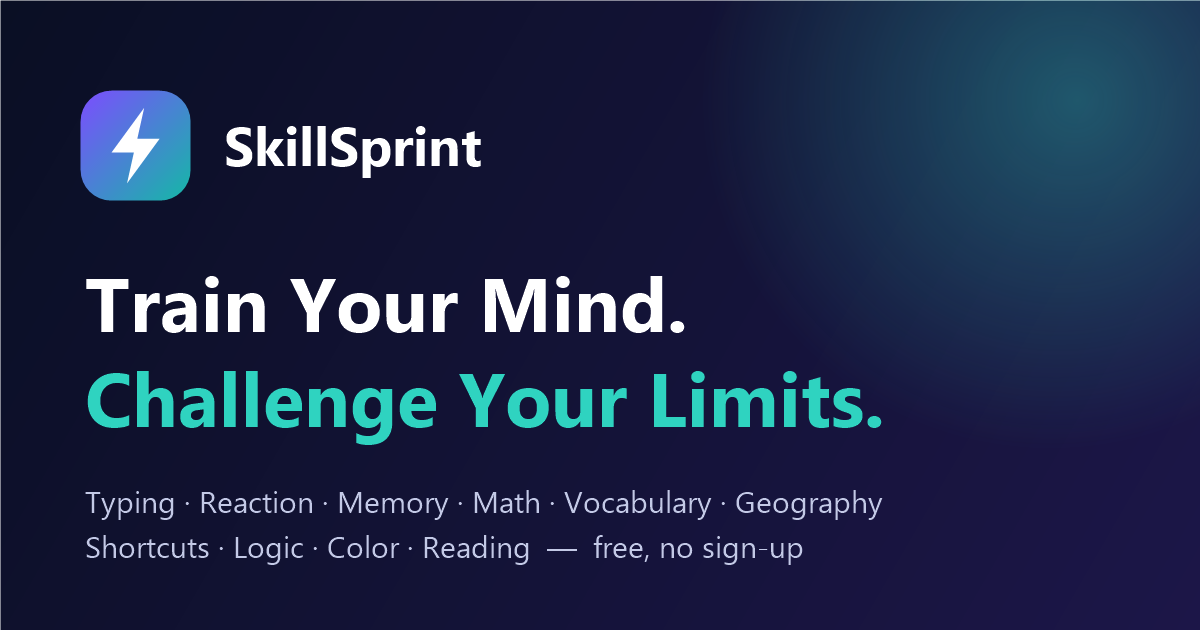 SkillSprint
Train Your Mind.
Challenge Your Limits.
Typing · Reaction · Memory · Math · Vocabulary · Geography
Shortcuts · Logic · Color · Reading — free, no sign-up